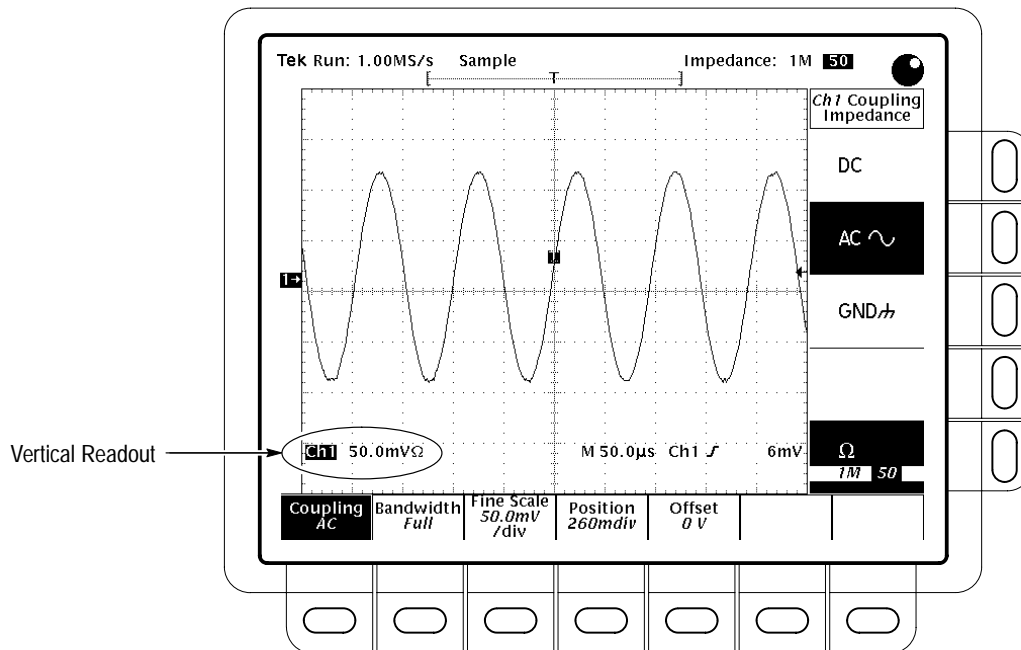 Tek Run: 1.00MS/s Sample Impedance: 1M 50
T
Ch1 Coupling
Impedance
DC
AC
T
1→
GND
Vertical Readout
Ch1 50.0mVΩ M 50.0µs Ch1 6mV
Ω
1M 50
Coupling
AC
Bandwidth
Full
Fine Scale
50.0mV
/div
Position
260mdiv
Offset
0 V